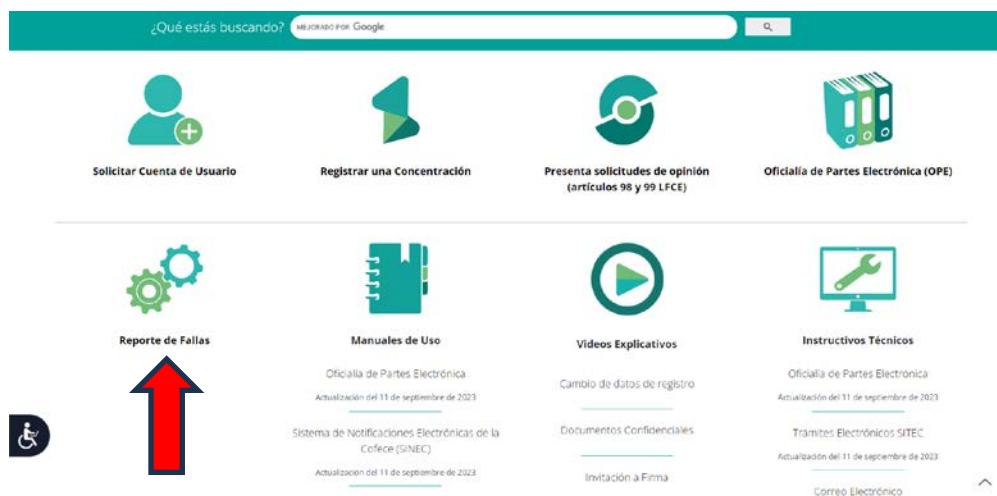 ¿Qué estás buscando?
MEJORADO POR Google
Solicitar Cuenta de Usuario
Registrar una Concentración
Presenta solicitudes de opinión
(artículos 98 y 99 LFCE)
Oficialía de Partes Electrónica (OPE)
Reporte de Fallas
Manuales de Uso
Oficialía de Partes Electrónica
Actualización del 11 de septiembre de 2023
Sistema de Notificaciones Electrónicas de la
Cofece (SINEC)
Actualización del 11 de septiembre de 2023
Videos Explicativos
Cambio de datos de registro
Documentos Confidenciales
Invitación a Firma
Instructivos Técnicos
Oficialía de Partes Electrónica
Actualización del 11 de septiembre de 2023
Trámites Electrónicos SITEC
Actualización del 11 de septiembre de 2023
Correo Electrónico